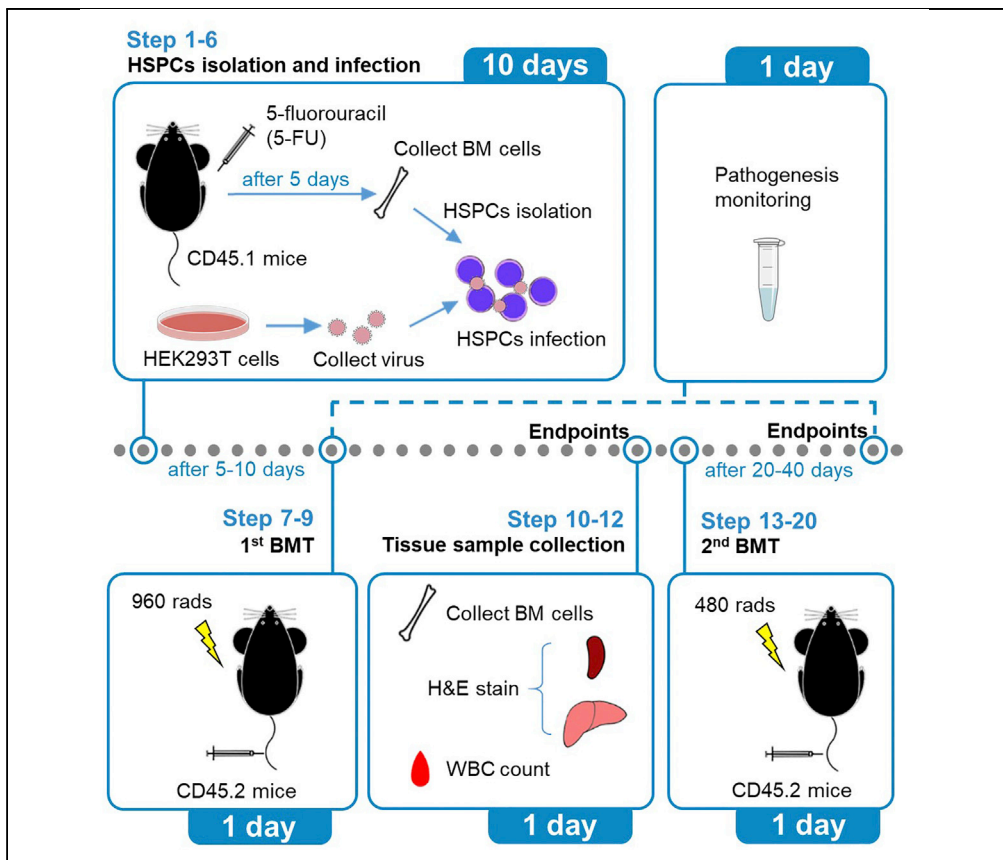 Step 1-6
HSPCs isolation and infection
10 days
5-fluorouracil
(5-FU)
after 5 days
Collect BM cells
HSPCs isolation
CD45.1 mice
HEK293T cells
Collect virus
HSPCs infection
1 day
Pathogenesis
monitoring
Endpoints
Endpoints
after 5-10 days
after 20-40 days
Step 7-9
1st BMT
960 rads
CD45.2 mice
1 day
Step 10-12
Tissue sample collection
Collect BM cells
H&E stain
WBC count
1 day
Step 13-20
2nd BMT
480 rads
CD45.2 mice
1 day